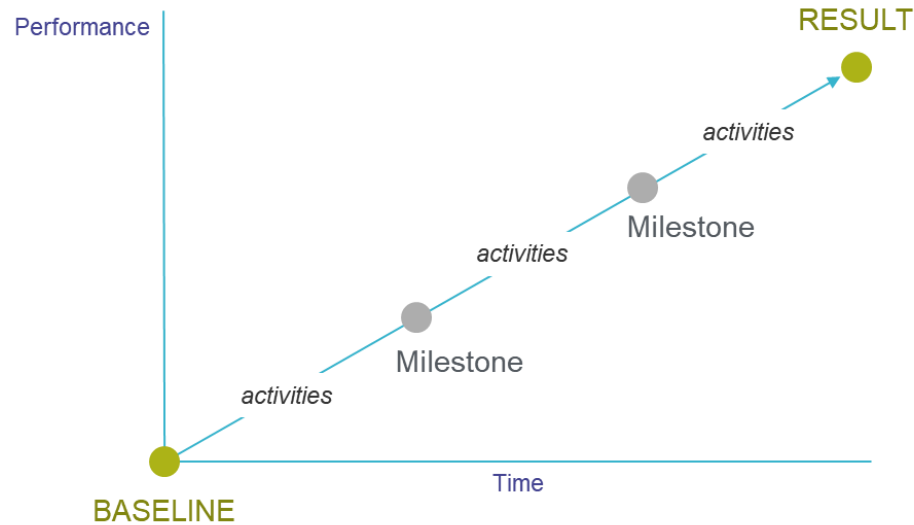 RESULT
Performance
activities
Milestone
activities
Milestone
activities
Time
BASELINE